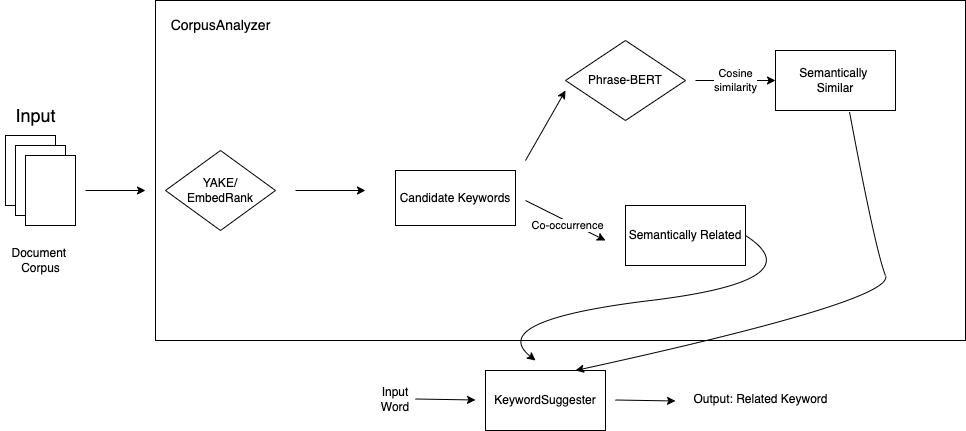 CorpusAnalyzer
Input
Document
Corpus
YAKE/
EmbedRank
Candidate Keywords
Phrase-BERT
Cosine
similarity
Semantically
Similar
Co-occurrence
Semantically Related
Input
Word
KeywordSuggester
Output: Related Keyword